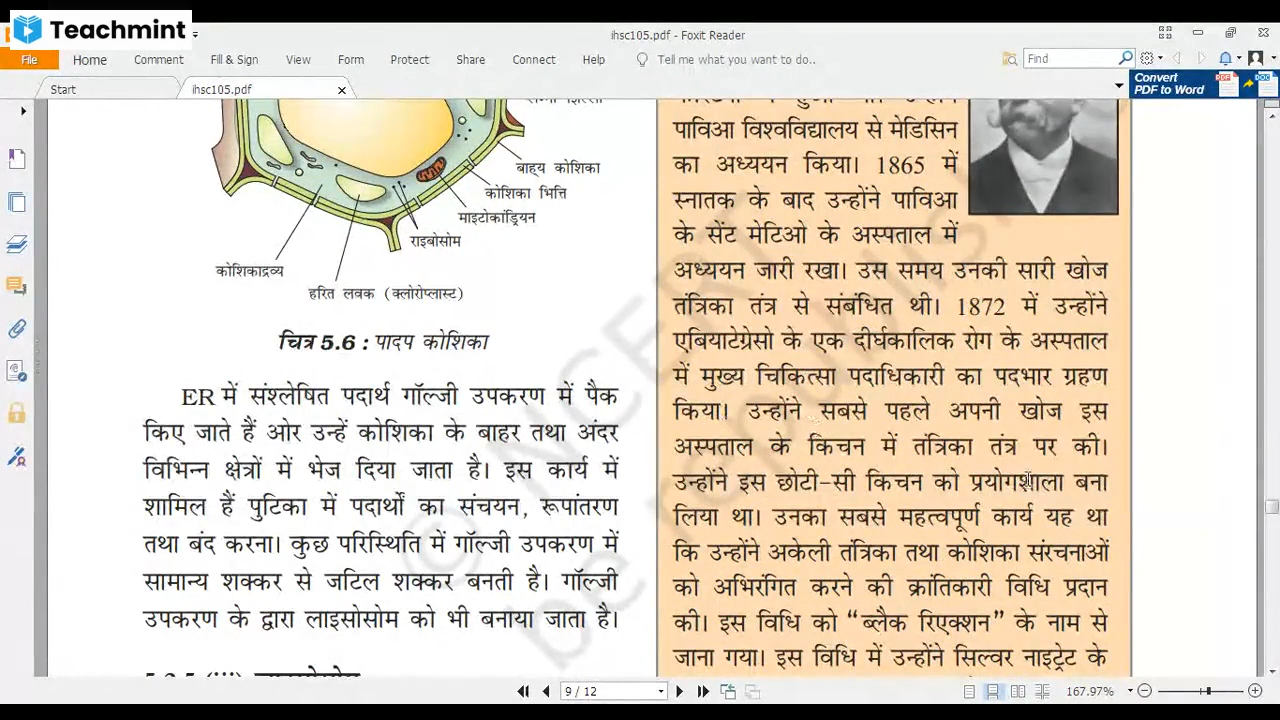 Teachmint
ihsc105.pdf - Foxit Reader
File Home Comment Fill & Sign View Form Protect Share Connect Help Tell me what you want to do.. Find
Start ihsc105.pdf
Convert
PDF to Word
बाह्य कोशिका
कोशिका भित्ति
माइटोकांड्रियन
राइबोसोम
कोशिकाद्रव्य
हरित लवक (क्लोरोप्लास्ट)
चित्र 5.6 : पादप कोशिका
ER में संश्लेषित पदार्थ गॉल्जी उपकरण में पैक
किए जाते हैं ओर उन्हें कोशिका के बाहर तथा अंदर
विभिन्न क्षेत्रों में भेज दिया जाता है। इस कार्य में
शामिल हैं पुटिका में पदार्थों का संचयन, रूपांतरण
तथा बंद करना। कुछ परिस्थिति में गॉल्जी उपकरण में
सामान्य शक्कर से जटिल शक्कर बनती है। गॉल्जी
उपकरण के द्वारा लाइसोसोम को भी बनाया जाता है।
पाविआ विश्वविद्यालय से मेडिसिन
का अध्ययन किया। 1865 में
स्नातक के बाद उन्होंने पाविआ
के सेंट मेटिओ के अस्पताल में
अध्ययन जारी रखा। उस समय उनकी सारी खोज
तंत्रिका तंत्र से संबंधित थी। 1872 में उन्होंने
एबियाटेग्रेसो के एक दीर्घकालिक रोग के अस्पताल
में मुख्य चिकित्सा पदाधिकारी का पदभार ग्रहण
किया। उन्होंने सबसे पहले अपनी खोज इस
अस्पताल के किचन में तंत्रिका तंत्र पर की।
उन्होंने इस छोटी-सी किचन को प्रयोगशाला बना
लिया था। उनका सबसे महत्वपूर्ण कार्य यह था
कि उन्होंने अकेली तंत्रिका तथा कोशिका संरचनाओं
को अभिरंगित करने की क्रांतिकारी विधि प्रदान
की। इस विधि को “ब्लैक रिएक्शन” के नाम से
जाना गया। इस विधि में उन्होंने सिल्वर नाइट्रेट के
© NCERT
be republish
9 / 12
167.97%